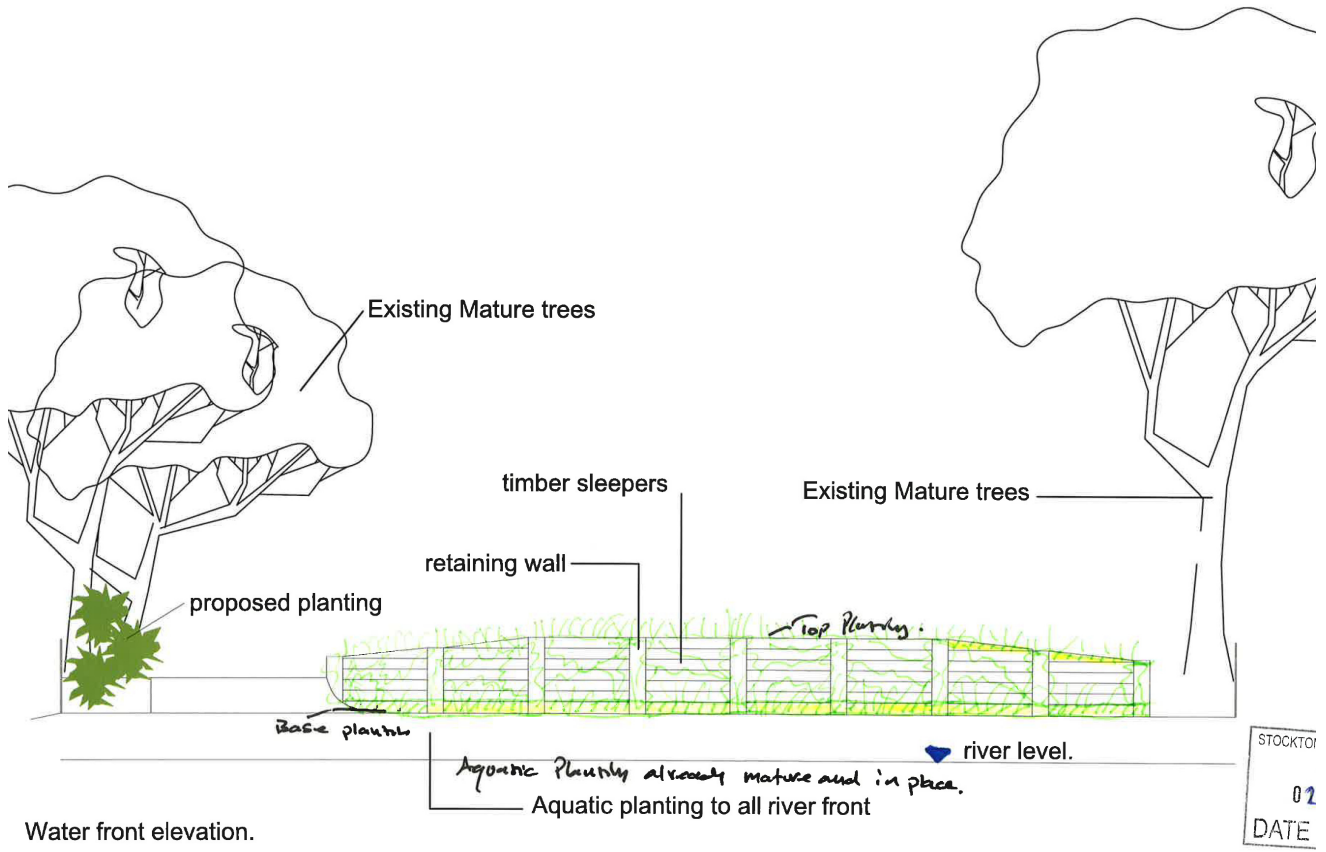 Existing Mature trees
timber sleepers
Existing Mature trees
retaining wall
proposed planting
Top Planting.
Base planting
river level.
Aquatic Planting already mature and in place.
Aquatic planting to all river front
Water front elevation.
STOCKTON
02
DATE